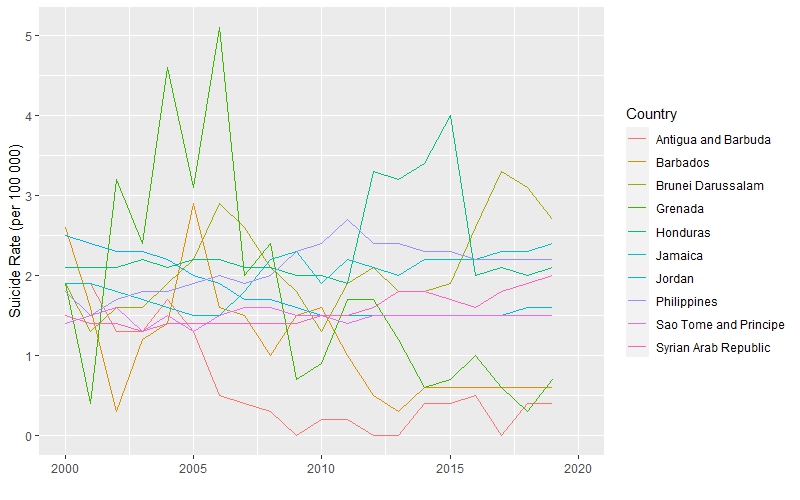 Suicide Rate (per 100 000)
5
4
3
2
1
0
2000 2005 2010 2015 2020
Country
Antigua and Barbuda
Barbados
Brunei Darussalam
Grenada
Honduras
Jamaica
Jordan
Philippines
Sao Tome and Principe
Syrian Arab Republic